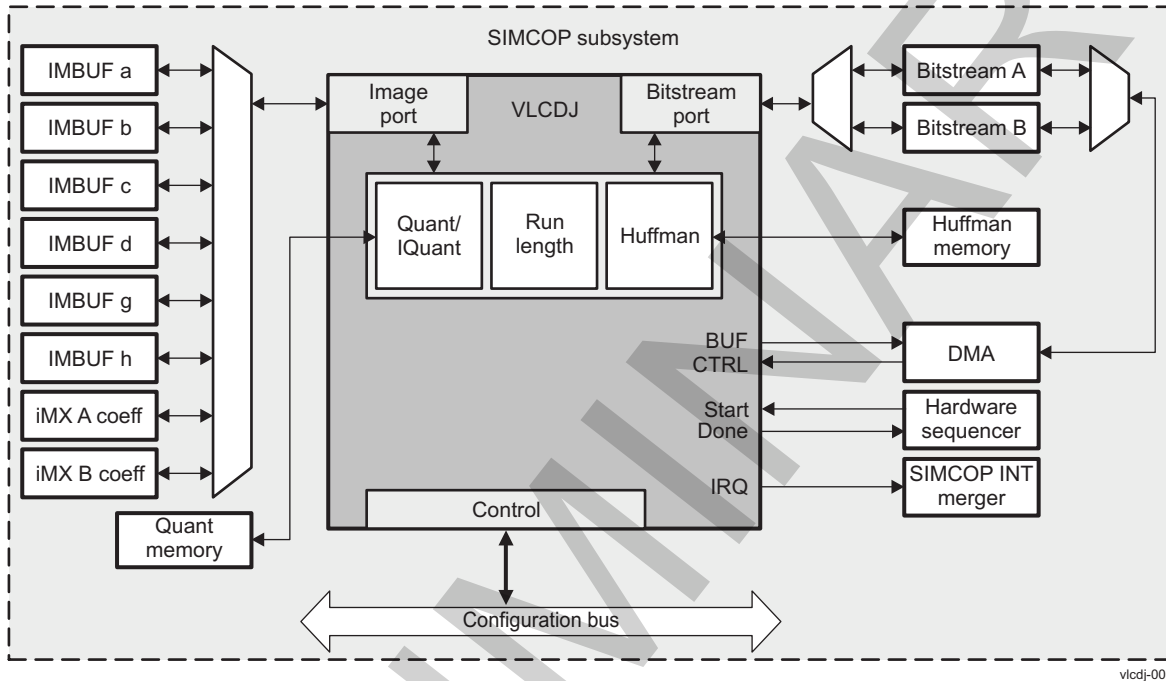 SIMCOP subsystem
IMBUF a
IMBUF b
IMBUF c
IMBUF d
IMBUF g
IMBUF h
iMX A coeff
iMX B coeff
Quant
memory
Image
port
VLCDJ
Bitstream
port
Quant/
IQuant
Run
length
Huffman
BUF
CTRL
Start
Done
IRQ
Control
Configuration bus
Bitstream A
Bitstream B
Huffman
memory
DMA
Hardware
sequencer
SIMCOP INT
merger
vlcdj-00